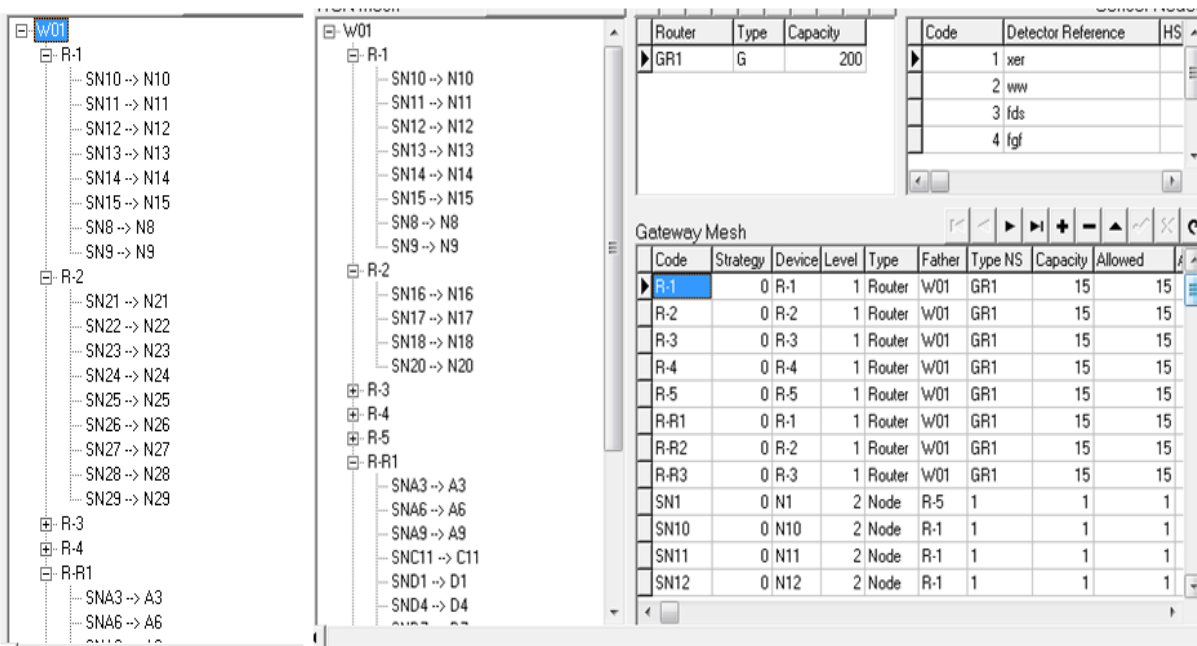 W01
R-1
SN10 --> N10
SN11 --> N11
SN12 --> N12
SN13 --> N13
SN14 --> N14
SN15 --> N15
SN8 --> N8
SN9 --> N9
R-2
SN21 --> N21
SN22 --> N22
SN23 --> N23
SN24 --> N24
SN25 --> N25
SN26 --> N26
SN27 --> N27
SN28 --> N28
SN29 --> N29
R-3
R-4
R-R1
SNA3 --> A3
SNA6 --> A6
W01
R-1
SN10 --> N10
SN11 --> N11
SN12 --> N12
SN13 --> N13
SN14 --> N14
SN15 --> N15
SN8 --> N8
SN9 --> N9
R-2
SN16 --> N16
SN17 --> N17
SN18 --> N18
SN20 --> N20
R-3
R-4
R-5
R-R1
SNA3 --> A3
SNA6 --> A6
SNA9 --> A9
SNC11 --> C11
SND1 --> D1
SND4 --> D4
Router Type Capacity
GR1 G 200
Code Detector Reference HS
1 xer
2 ww
3 fds
4 fgf
Gateway Mesh
Code Strategy Device Level Type Father Type NS Capacity Allowed
R-1 0 R-1 1 Router W01 GR1 15 15
R-2 0 R-2 1 Router W01 GR1 15 15
R-3 0 R-3 1 Router W01 GR1 15 15
R-4 0 R-4 1 Router W01 GR1 15 15
R-5 0 R-5 1 Router W01 GR1 15 15
R-R1 0 R-1 1 Router W01 GR1 15 15
R-R2 0 R-2 1 Router W01 GR1 15 15
R-R3 0 R-3 1 Router W01 GR1 15 15
SN1 0 N1 2 Node R-5 1 1 1
SN10 0 N10 2 Node R-1 1 1 1
SN11 0 N11 2 Node R-1 1 1 1
SN12 0 N12 2 Node R-1 1 1 1